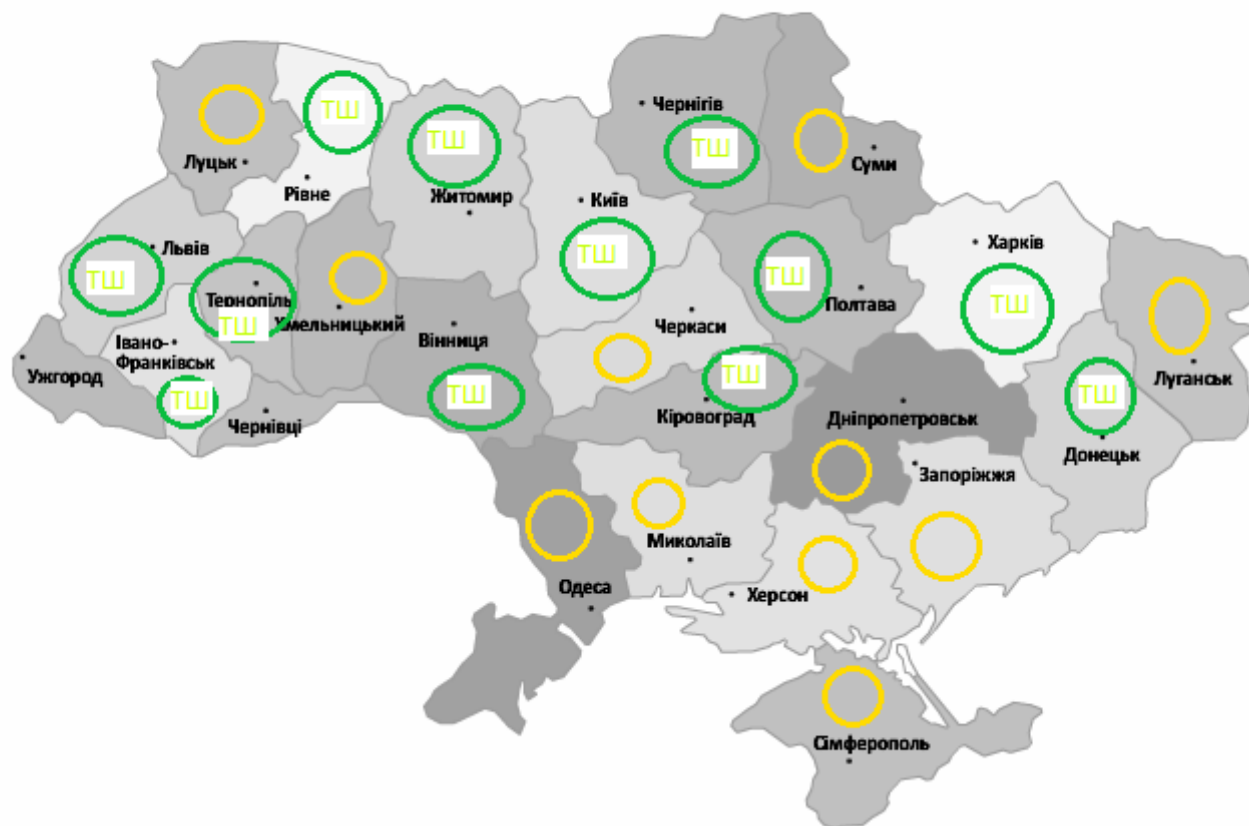 Чернігів
ТШ
ТШ
ТШ
ТШ
Луцьк
Суми
Рівне
Житомир
Київ
Львів
Харків
ТШ
ТШ
ТШ
ТШ
Тернопіль
ТШ
Хмельницький
Полтава
Черкаси
Вінниця
Івано-
Франківськ
Ужгород
ТШ
ТШ
Луганськ
ТШ
ТШ
Чернівці
Кіровоград
Дніпропетровськ
Донецьк
Запоріжжя
Миколаїв
Одеса
Херсон
Сімферополь